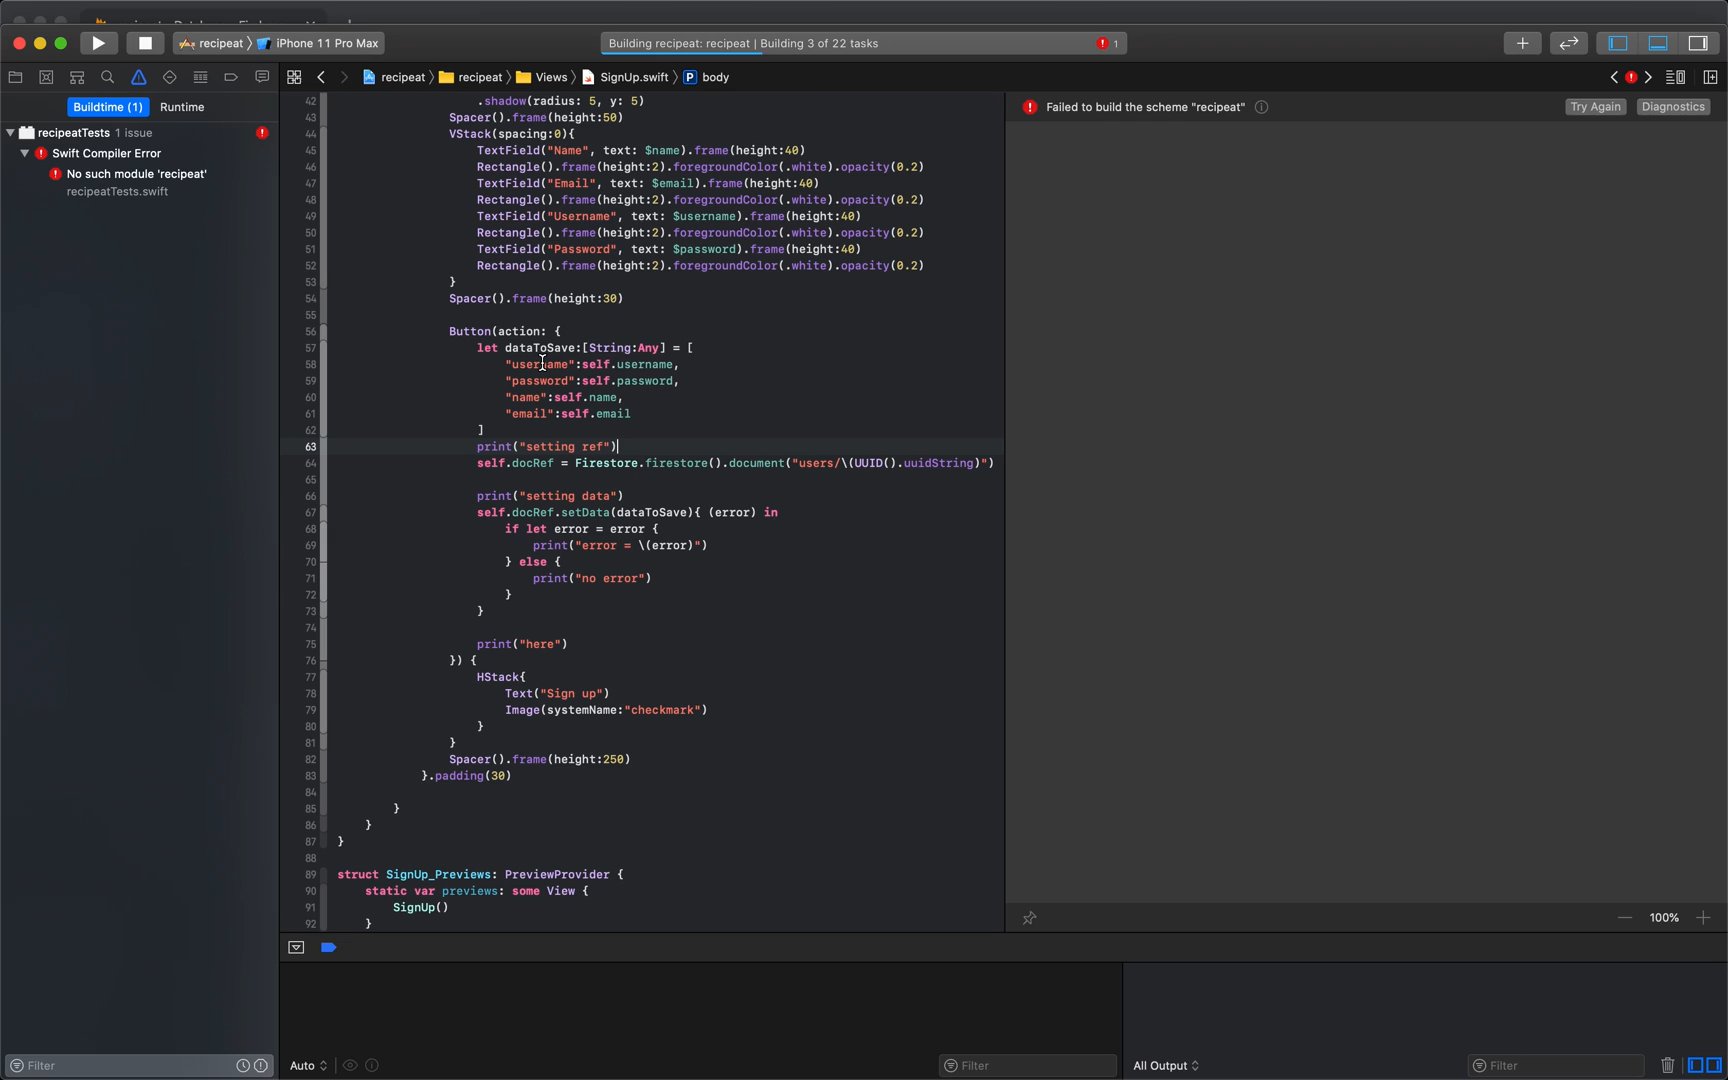 recipeat 〉 iPhone 11 Pro Max
Building recipeat: recipeat | Building 3 of 22 tasks
1
recipeat 〉 recipeat 〉 Views 〉 SignUp.swift 〉 P body
Buildtime (1) Runtime
recipeatTests 1 issue
Swift Compiler Error
No such module 'recipeat'
recipeatTests.swift
Failed to build the scheme "recipeat"
Try Again Diagnostics
42 .shadow(radius: 5, y: 5)
43 Spacer().frame(height:50)
44 VStack(spacing:0){
45 TextField("Name", text: $name).frame(height:40)
46 Rectangle().frame(height:2).foregroundColor(.white).opacity(0.2)
47 TextField("Email", text: $email).frame(height:40)
48 Rectangle().frame(height:2).foregroundColor(.white).opacity(0.2)
49 TextField("Username", text: $username).frame(height:40)
50 Rectangle().frame(height:2).foregroundColor(.white).opacity(0.2)
51 TextField("Password", text: $password).frame(height:40)
52 Rectangle().frame(height:2).foregroundColor(.white).opacity(0.2)
53 }
54 Spacer().frame(height:30)
55
56 Button(action: {
57 let dataToSave:[String:Any] = [
58 "username":self.username,
59 "password":self.password,
60 "name":self.name,
61 "email":self.email
62 ]
63 print("setting ref")
64 self.docRef = Firestore.firestore().document("users/\(UUID().uuidString)")
65
66 print("setting data")
67 self.docRef.setData(dataToSave){ (error) in
68 if let error = error {
69 print("error = \(error)")
70 } else {
71 print("no error")
72 }
73 }
74
75 print("here")
76 }) {
77 HStack{
78 Text("Sign up")
79 Image(systemName:"checkmark")
80 }
81 }
82 Spacer().frame(height:250)
83 }.padding(30)
84
85 }
86 }
87 }
88
89 struct SignUp_Previews: PreviewProvider {
90 static var previews: some View {
91 SignUp()
92 }
100%
Filter
Auto
Filter
All Output
Filter